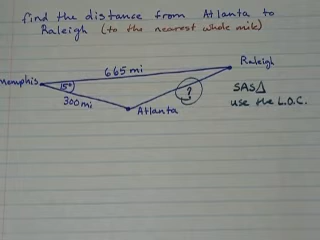 find the distance from Atlanta to
Raleigh (to the nearest whole mile)
Raleigh
665 mi
Memphis
15°
?
SAS△
300 mi
use the L.O.C.
Atlanta